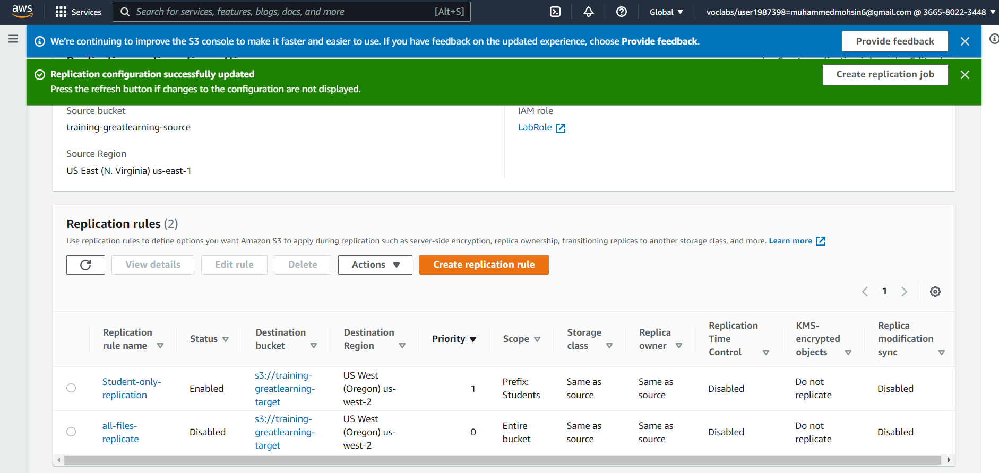 aws
Services
Search for services, features, blogs, docs, and more
[Alt+S]
Global
voclabs/user1987398=muhammedmohsin6@gmail.com @ 3665-8022-3448
We're continuing to improve the S3 console to make it faster and easier to use. If you have feedback on the updated experience, choose Provide feedback.
Provide feedback
Replication configuration successfully updated
Press the refresh button if changes to the configuration are not displayed.
Create replication job
Source bucket
training-greatlearning-source
Source Region
US East (N. Virginia) us-east-1
IAM role
LabRole
Replication rules (2)
Use replication rules to define options you want Amazon S3 to apply during replication such as server-side encryption, replica ownership, transitioning replicas to another storage class, and more. Learn more
View details
Edit rule
Delete
Actions
Create replication rule
1
Replication
rule name
Status
Destination
bucket
Destination
Region
Priority
Scope
Storage
class
Replica
owner
Replication
Time
Control
KMS-
encrypted
objects
Replica
modification
sync
Student-only-
replication
Enabled
s3://training-
greatlearning-
target
US West
(Oregon) us-
west-2
1
Prefix:
Students
Same as
source
Same as
source
Disabled
Do not
replicate
Disabled
all-files-
replicate
Disabled
s3://training-
greatlearning-
target
US West
(Oregon) us-
west-2
0
Entire
bucket
Same as
source
Same as
source
Disabled
Do not
replicate
Disabled